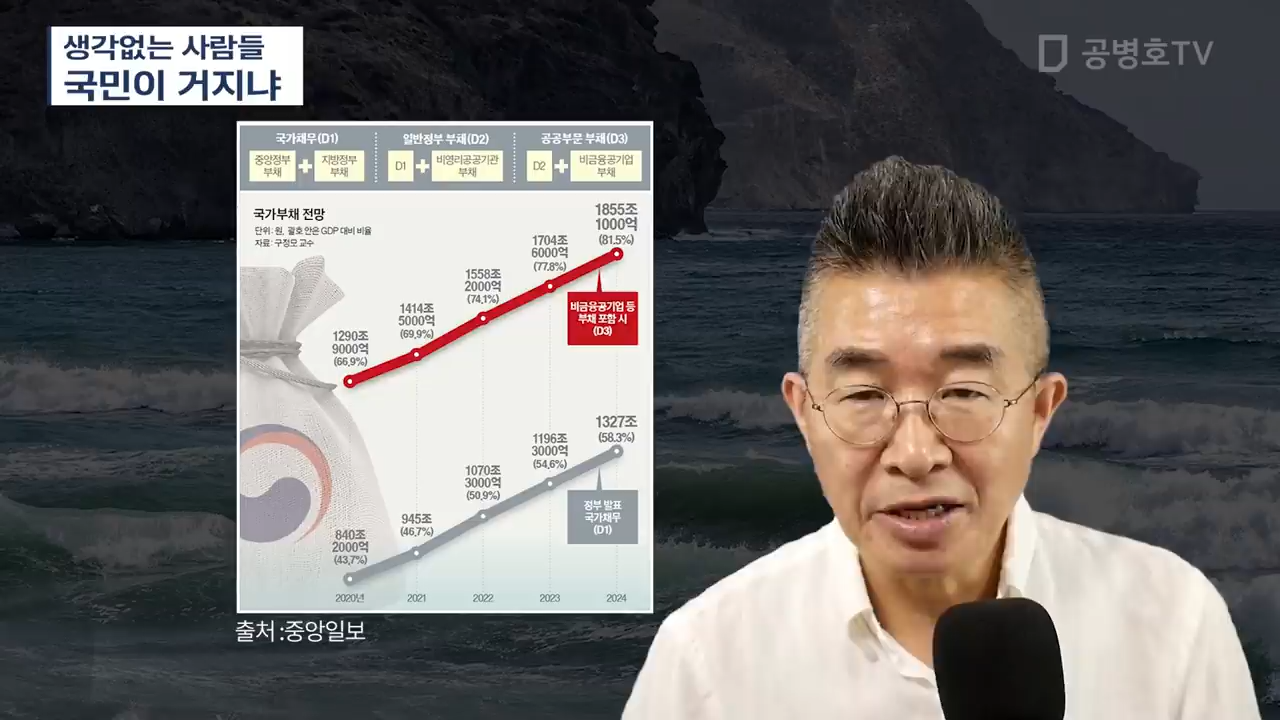 생각없는 사람들
국민이 거지냐
공병호TV
국가채무(D1)
중앙정부
부채
지방정부
부채
일반정부 부채(D2)
D1
비영리공공기관
부채
공공부문 부채(D3)
D2
비금융공기업
부채
국가부채 전망
단위: 원, 괄호 안은 GDP 대비 비율
자료: 구정모 교수
1290조
9000억
(66.9%)
1414조
5000억
(69.9%)
1558조
2000억
(74.1%)
1704조
6000억
(77.8%)
1855조
1000억
(81.5%)
비금융공기업 등
부채 포함 시
(D3)
840조
2000억
(43.7%)
945조
(46.7%)
1070조
3000억
(50.9%)
1196조
3000억
(54.6%)
1327조
(58.3%)
정부 발표
국가채무
(D1)
2020년
2021
2022
2023
2024
출처 :중앙일보